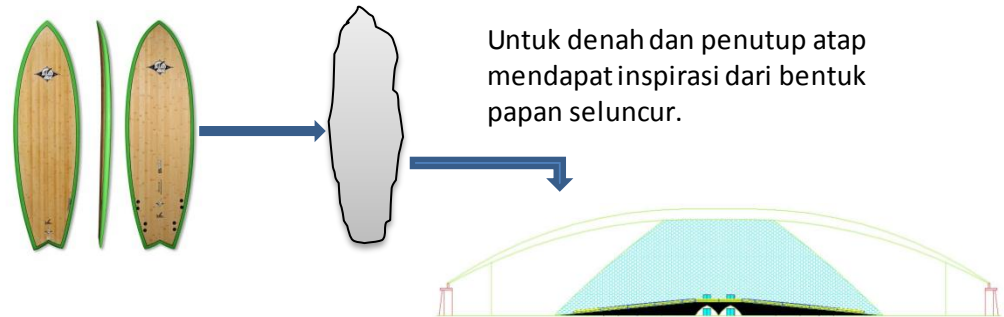 Untuk denah dan penutup atap
mendapat inspirasi dari bentuk
papan seluncur.